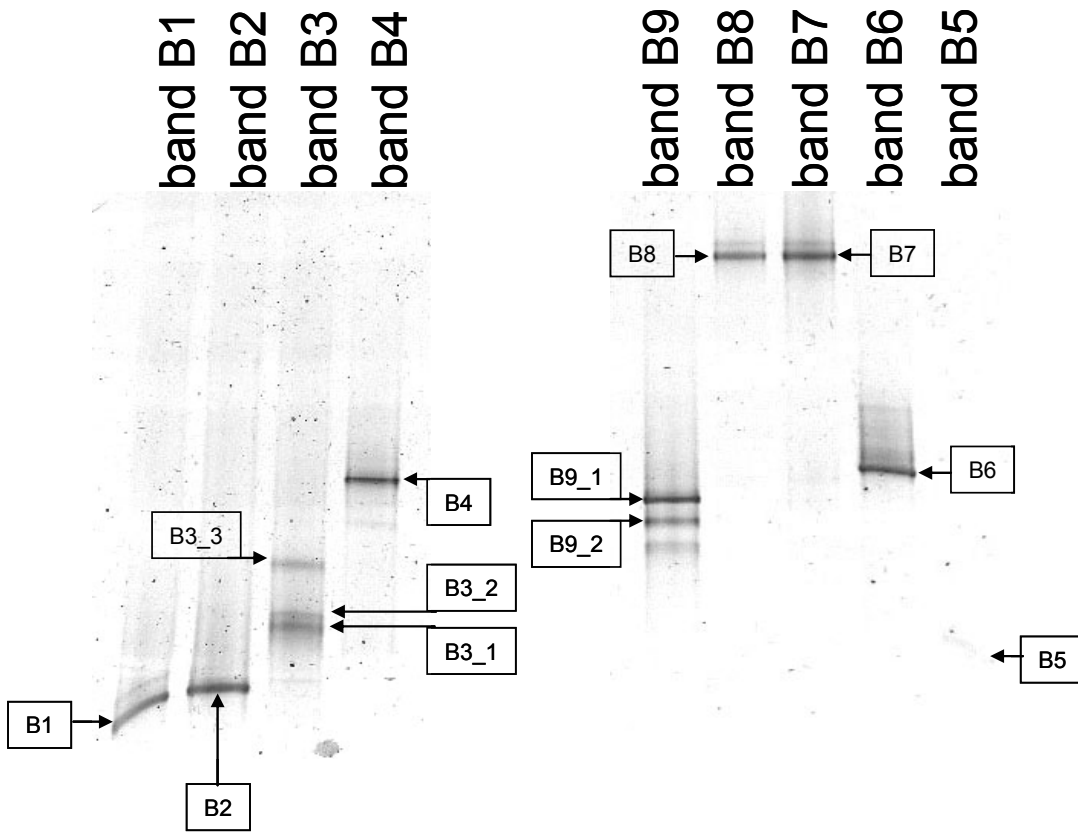 band B1
band B2
band B3
band B4
band B9
band B8
band B7
band B6
band B5
B8
B7
B9_1
B6
B4
B3_3
B9_2
B3_2
B3_1
B5
B1
B2